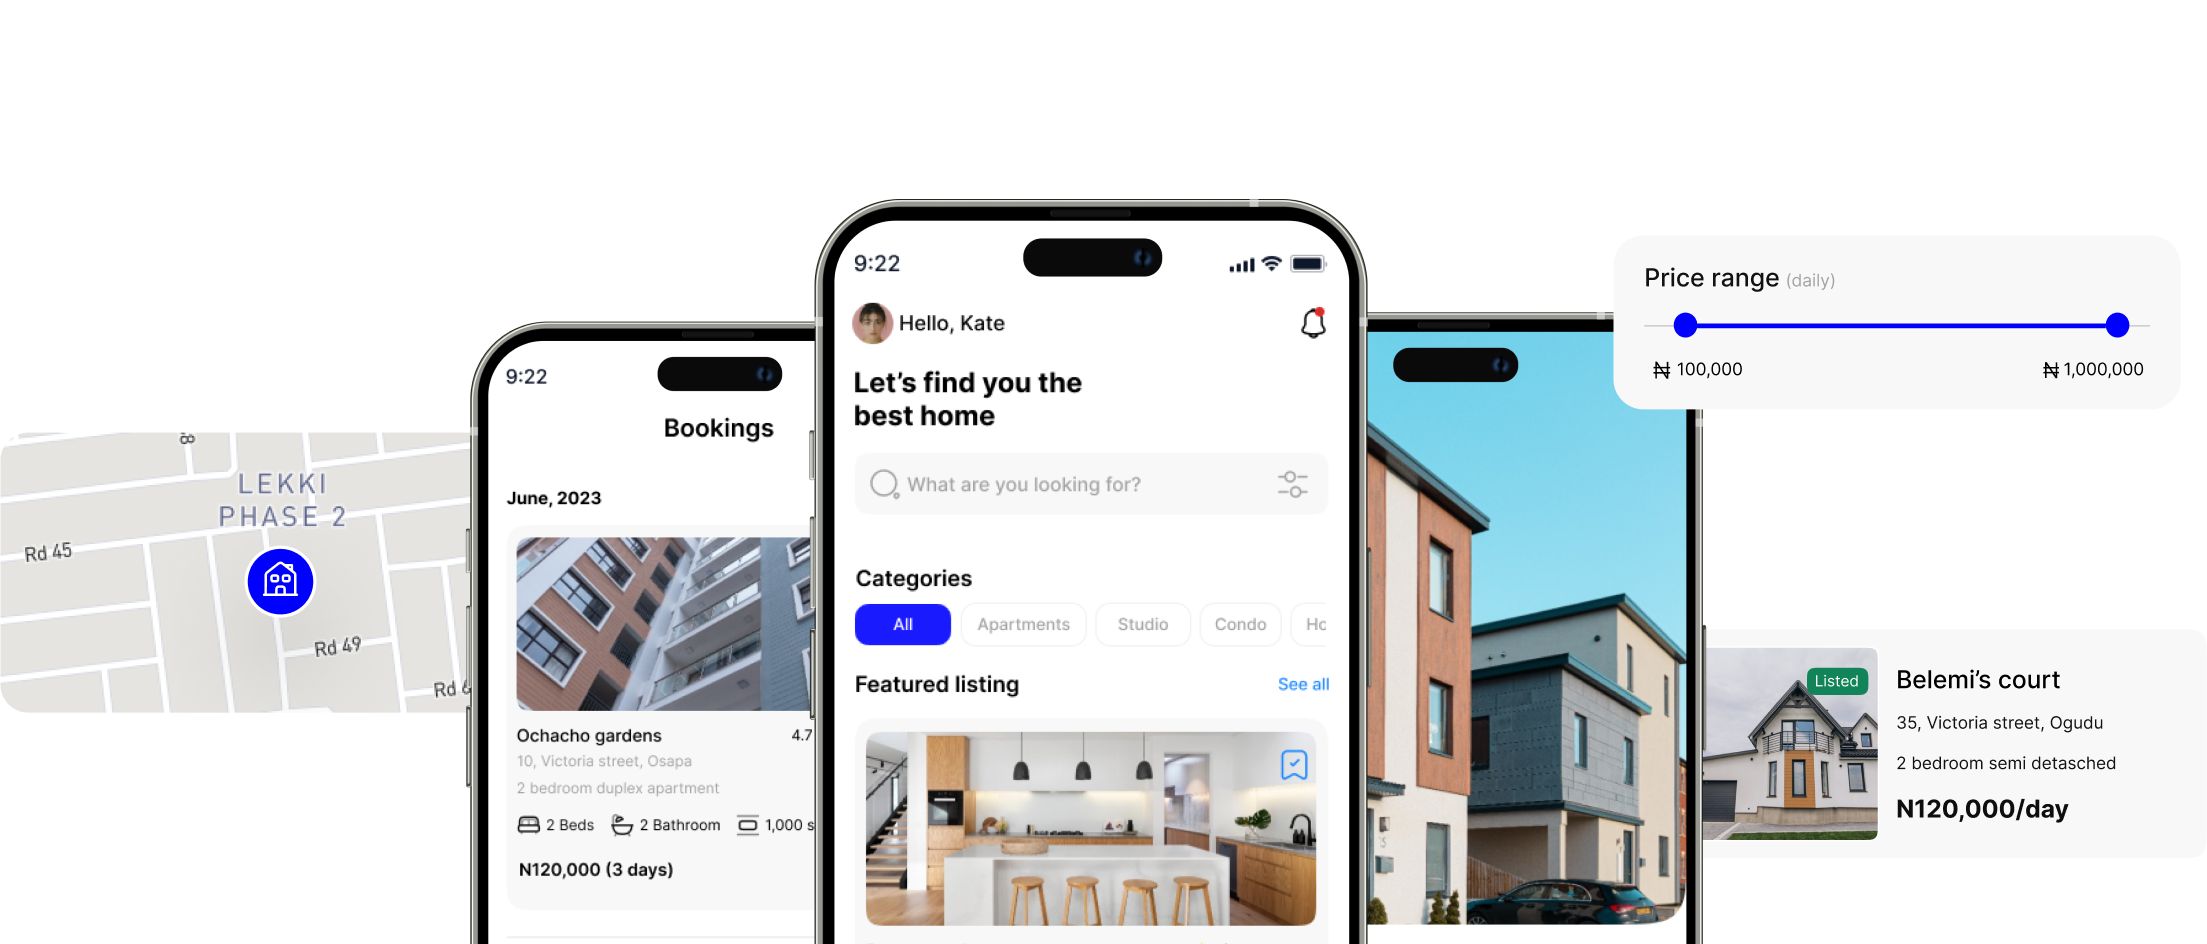 LEKKI
PHASE 2
Rd 45
Rd 49
Rd
9:22
Bookings
June, 2023
Ochacho gardens
4.7
10, Victoria street, Osapa
2 bedroom duplex apartment
2 Beds
2 Bathroom
1,000 s
N120,000 (3 days)
9:22
Hello, Kate
Let’s find you the
best home
What are you looking for?
Categories
All
Apartments
Studio
Condo
Ho
Featured listing
See all
Price range (daily)
₦ 100,000
₦ 1,000,000
Listed
Belemi’s court
35, Victoria street, Ogudu
2 bedroom semi detasched
N120,000/day